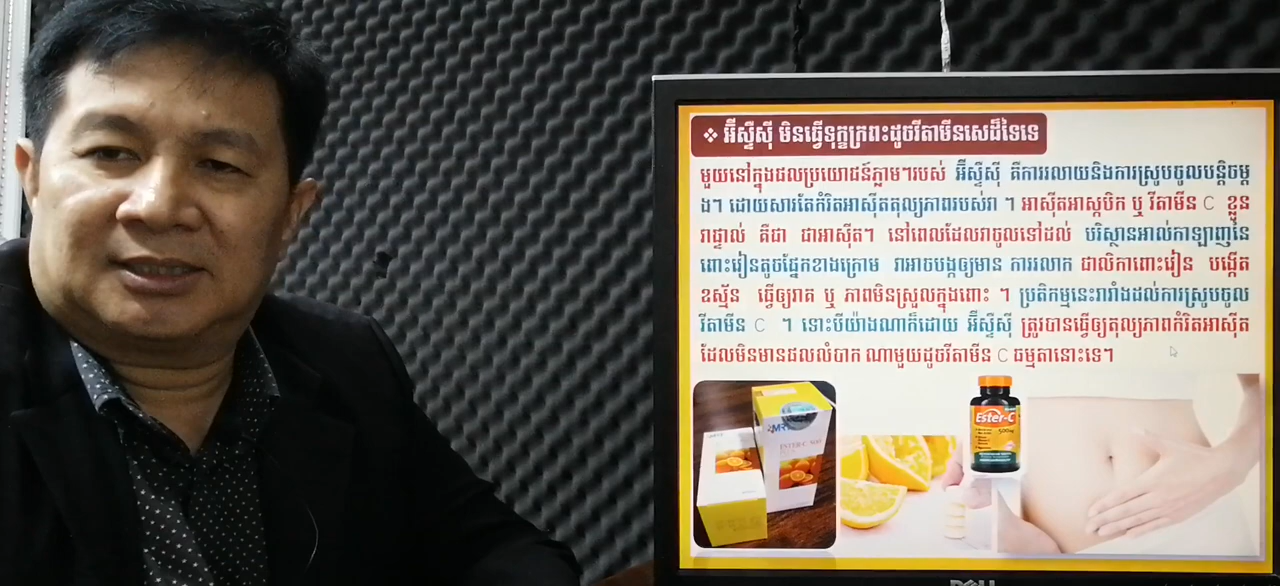 ❖ អ៊ីស្ទឺស៊ី មិនធ្វើទុក្ខក្រពះដូចវីតាមីនសេដ៏ទៃទេ
មួយនៅក្នុងផលប្រយោជន៍ភ្លាមៗរបស់ អ៊ីស្ទឺស៊ី គឺការរលាយនិងការស្រូបចូលបន្តិចម្ត
ងៗ ដោយសារតែកំរិតអាស៊ីតតុល្យភាពរបស់វា ។ អាស៊ីតអាស្កប៊ិក ឬ វីតាមីន C ខ្លួន
វាផ្ទាល់ គឺជា ជាអាស៊ីត។ នៅពេលដែលវាចូលទៅដល់ បរិស្ថានអាល់កាឡាញនៃ
ពោះវៀនតូចផ្នែកខាងក្រោម វាអាចបង្កឲ្យមាន ការរលាក ជាលិកាពោះវៀន បង្កើត
ឧស្ម័ន ធ្វើឲ្យរាគ ឬ ភាពមិនស្រួលក្នុងពោះ ។ ប្រតិកម្មនេះរារាំងដល់ការស្រូបចូល
វីតាមីន C ។ ទោះបីយ៉ាងណាក៏ដោយ អ៊ីស្ទឺស៊ី ត្រូវបានធ្វើឲ្យតុល្យភាពកំរិតអាស៊ីត
ដែលមិនមានផលលំបាក ណាមួយដូចវីតាមីន C ធម្មតានោះទេ។
ESTER-C 500
Ester-C
500mg
DELL